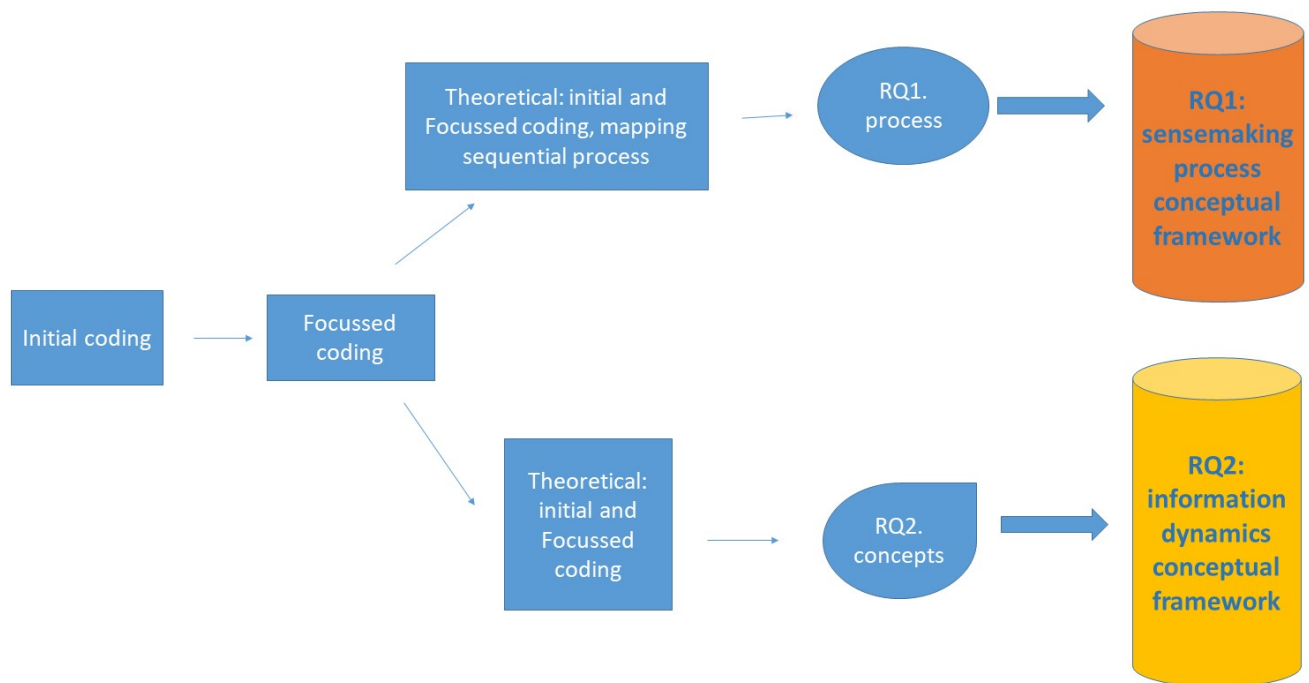 Theoretical: initial and
Focussed coding, mapping
sequential process
RQ1.
process
RQ1:
sensemaking
process
conceptual
framework
Initial coding
Focussed
coding
Theoretical:
initial and
Focussed
coding
RQ2.
concepts
RQ2:
information
dynamics
conceptual
framework